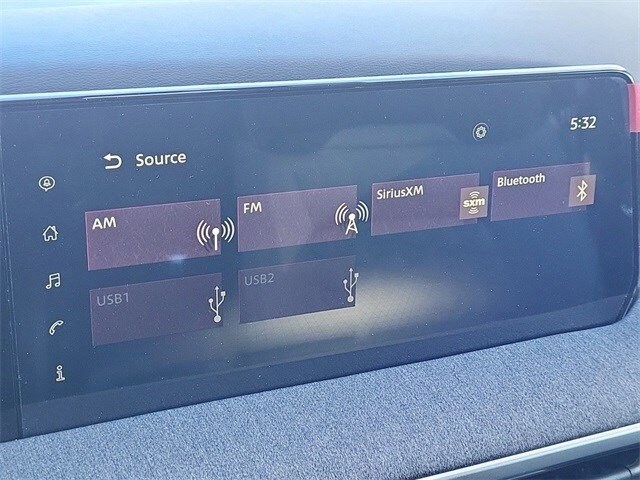 5:32
Source
AM
FM
SiriusXM
sxm
Bluetooth
USB1
USB2